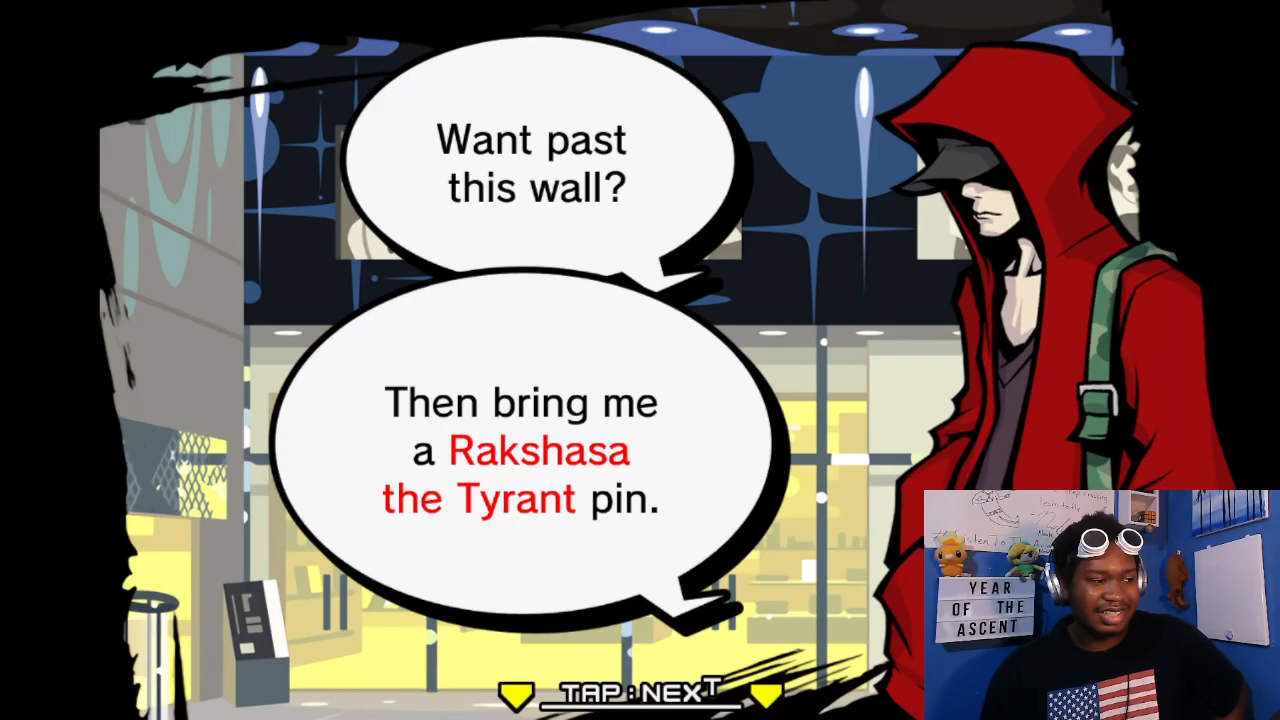 Want past
this wall?
Then bring me
a Rakshasa
the Tyrant pin.
TAP:NEXT
YEAR
OF THE
ASCENT